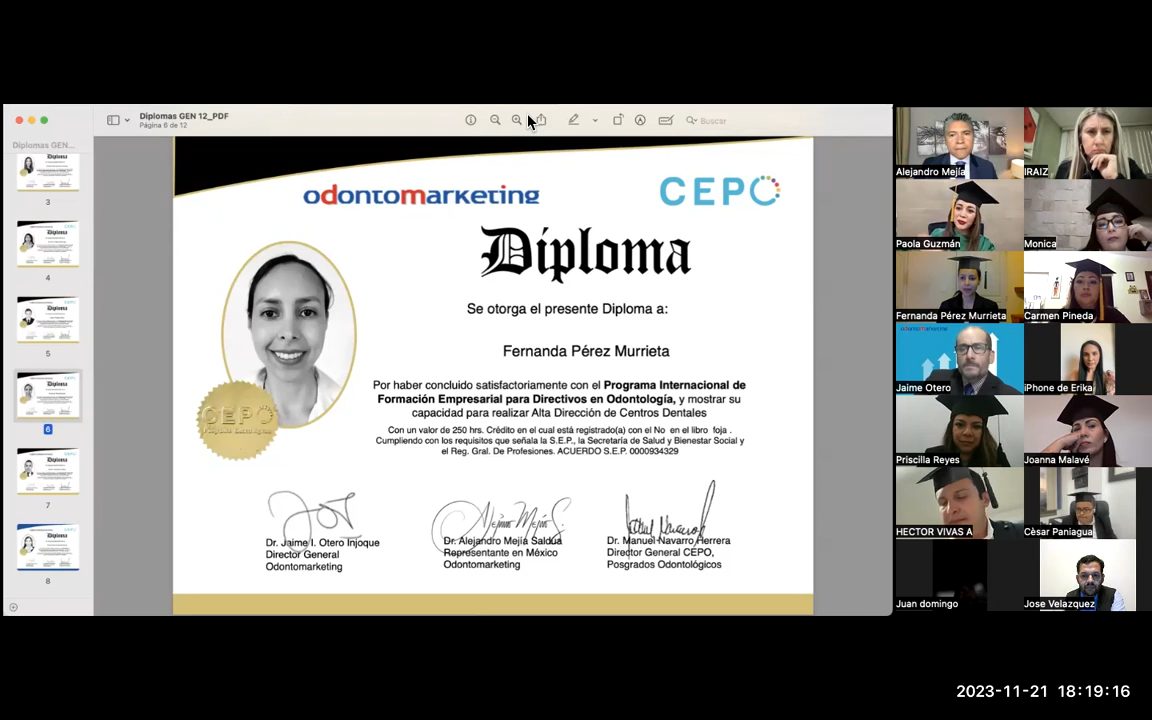 Diplomas GEN 12_PDF
Página 6 de 12
Buscar
Diplomas GEN...
3
4
5
6
7
8
odontomarketing
CEPO
Diploma
Se otorga el presente Diploma a:
Fernanda Pérez Murrieta
Por haber concluido satisfactoriamente con el Programa Internacional de
Formación Empresarial para Directivos en Odontología, y mostrar su
capacidad para realizar Alta Dirección de Centros Dentales
Con un valor de 250 hrs. Crédito en el cual está registrado(a) con el No en el libro foja .
Cumpliendo con los requisitos que señala la S.E.P., la Secretaría de Salud y Bienestar Social y
el Reg. Gral. De Profesiones. ACUERDO S.E.P. 0000934329
CEPO
Dr. Jaime I. Otero Injoque
Director General
Odontomarketing
Dr. Alejandro Mejía Saldua
Representante en México
Odontomarketing
Dr. Manuel Navarro Herrera
Director General CEPO,
Posgrados Odontológicos
Alejandro Mejía
IRAIZ
Paola Guzmán
Monica
Fernanda Pérez Murrieta
Carmen Pineda
odontomarketing
Jaime Otero
iPhone de Erika
Priscilla Reyes
Joanna Malavé
HECTOR VIVAS A
Cèsar Paniagua
Juan domingo
Jose Velazquez
2023-11-21 18:19:16